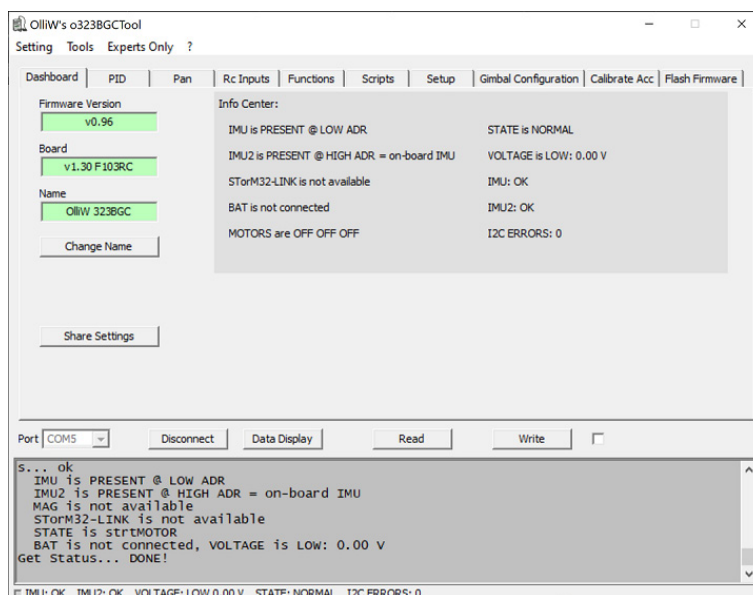 OlliW's o323BGCTool
Setting Tools Experts Only ?
Dashboard PID Pan Rc Inputs Functions Scripts Setup Gimbal Configuration Calibrate Acc Flash Firmware
Firmware Version
v0.96
Board
v1.30 F103RC
Name
OlliW 323BGC
Change Name
Share Settings
Info Center:
IMU is PRESENT @ LOW ADR STATE is NORMAL
IMU2 is PRESENT @ HIGH ADR = on-board IMU VOLTAGE is LOW: 0.00 V
STorM32-LINK is not available IMU: OK
BAT is not connected IMU2: OK
MOTORS are OFF OFF OFF I2C ERRORS: 0
Port COM5 Disconnect Data Display Read Write
s... ok
IMU is PRESENT @ LOW ADR
IMU2 is PRESENT @ HIGH ADR = on-board IMU
MAG is not available
STorM32-LINK is not available
STATE is strtMOTOR
BAT is not connected, VOLTAGE is LOW: 0.00 V
Get Status... DONE!
IMU: OK IMU2: OK VOLTAGE: LOW 0.00 V STATE: NORMAL I2C ERRORS: 0